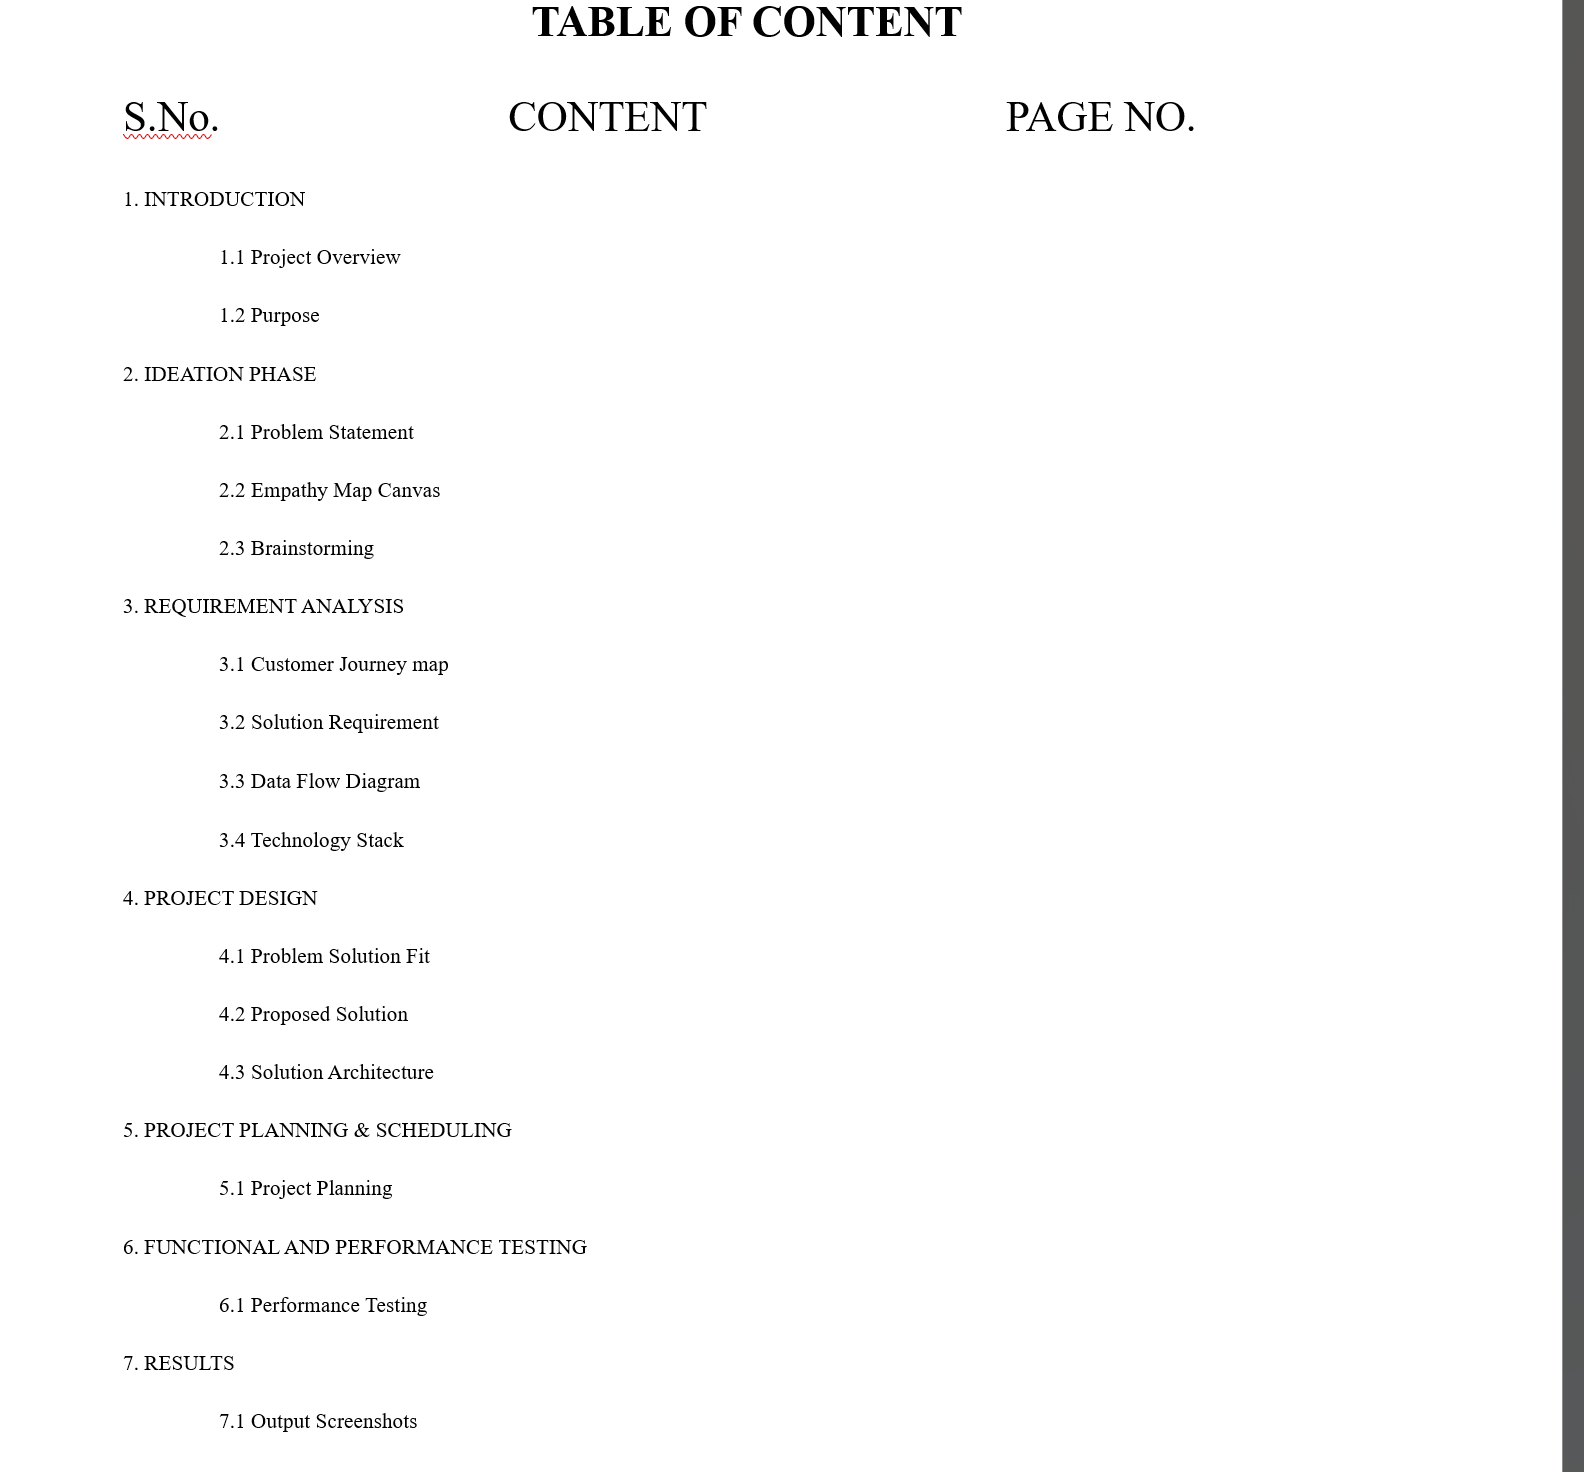 TABLE OF CONTENT
S.No. CONTENT PAGE NO.
1. INTRODUCTION
1.1 Project Overview
1.2 Purpose
2. IDEATION PHASE
2.1 Problem Statement
2.2 Empathy Map Canvas
2.3 Brainstorming
3. REQUIREMENT ANALYSIS
3.1 Customer Journey map
3.2 Solution Requirement
3.3 Data Flow Diagram
3.4 Technology Stack
4. PROJECT DESIGN
4.1 Problem Solution Fit
4.2 Proposed Solution
4.3 Solution Architecture
5. PROJECT PLANNING & SCHEDULING
5.1 Project Planning
6. FUNCTIONAL AND PERFORMANCE TESTING
6.1 Performance Testing
7. RESULTS
7.1 Output Screenshots